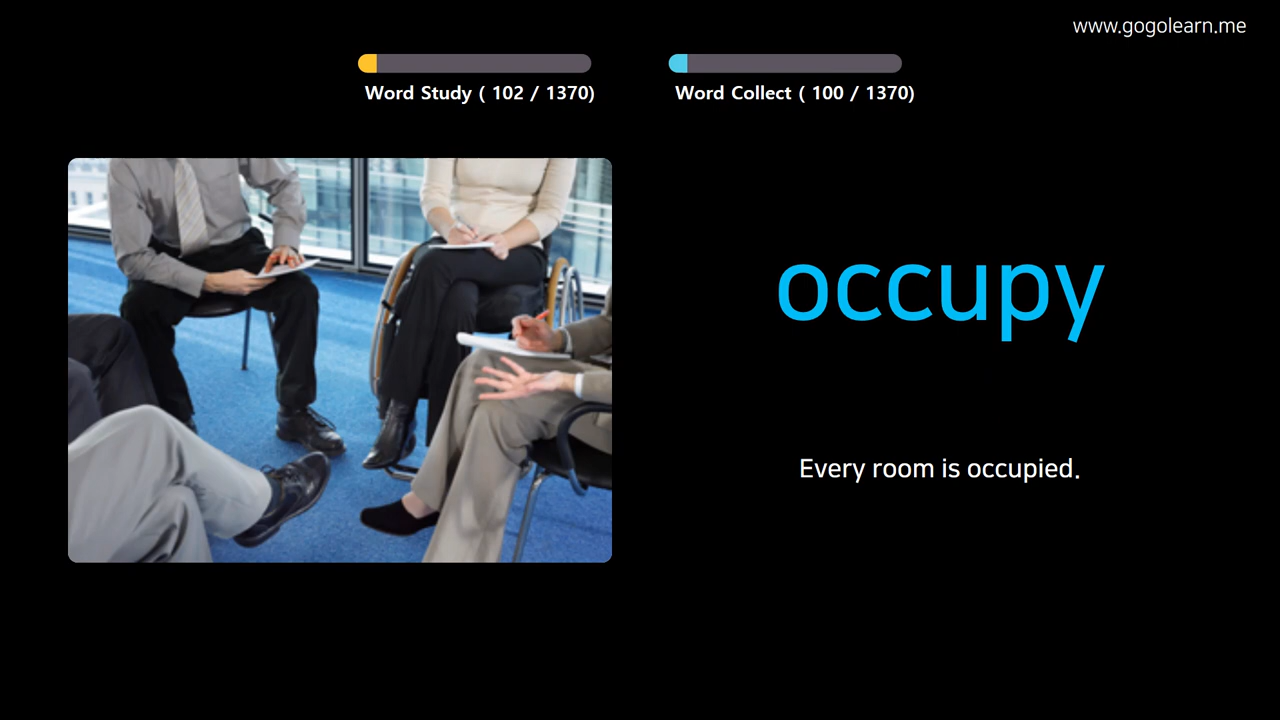 www.gogolearn.me
Word Study ( 102 / 1370)
Word Collect ( 100 / 1370)
occupy
Every room is occupied.